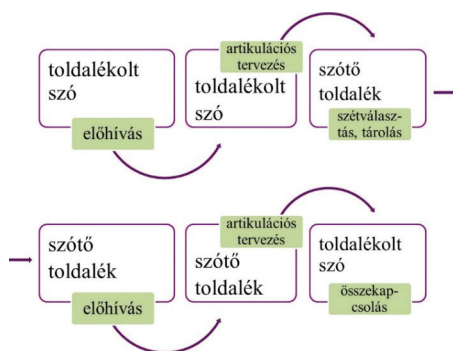 toldalékolt
szó
előhívás
artikulációs
tervezés
toldalékolt
szó
szótő
toldalék
szétválasz-
tás, tárolás
szótő
toldalék
előhívás
artikulációs
tervezés
szótő
toldalék
toldalékolt
szó
összekap-
csolás